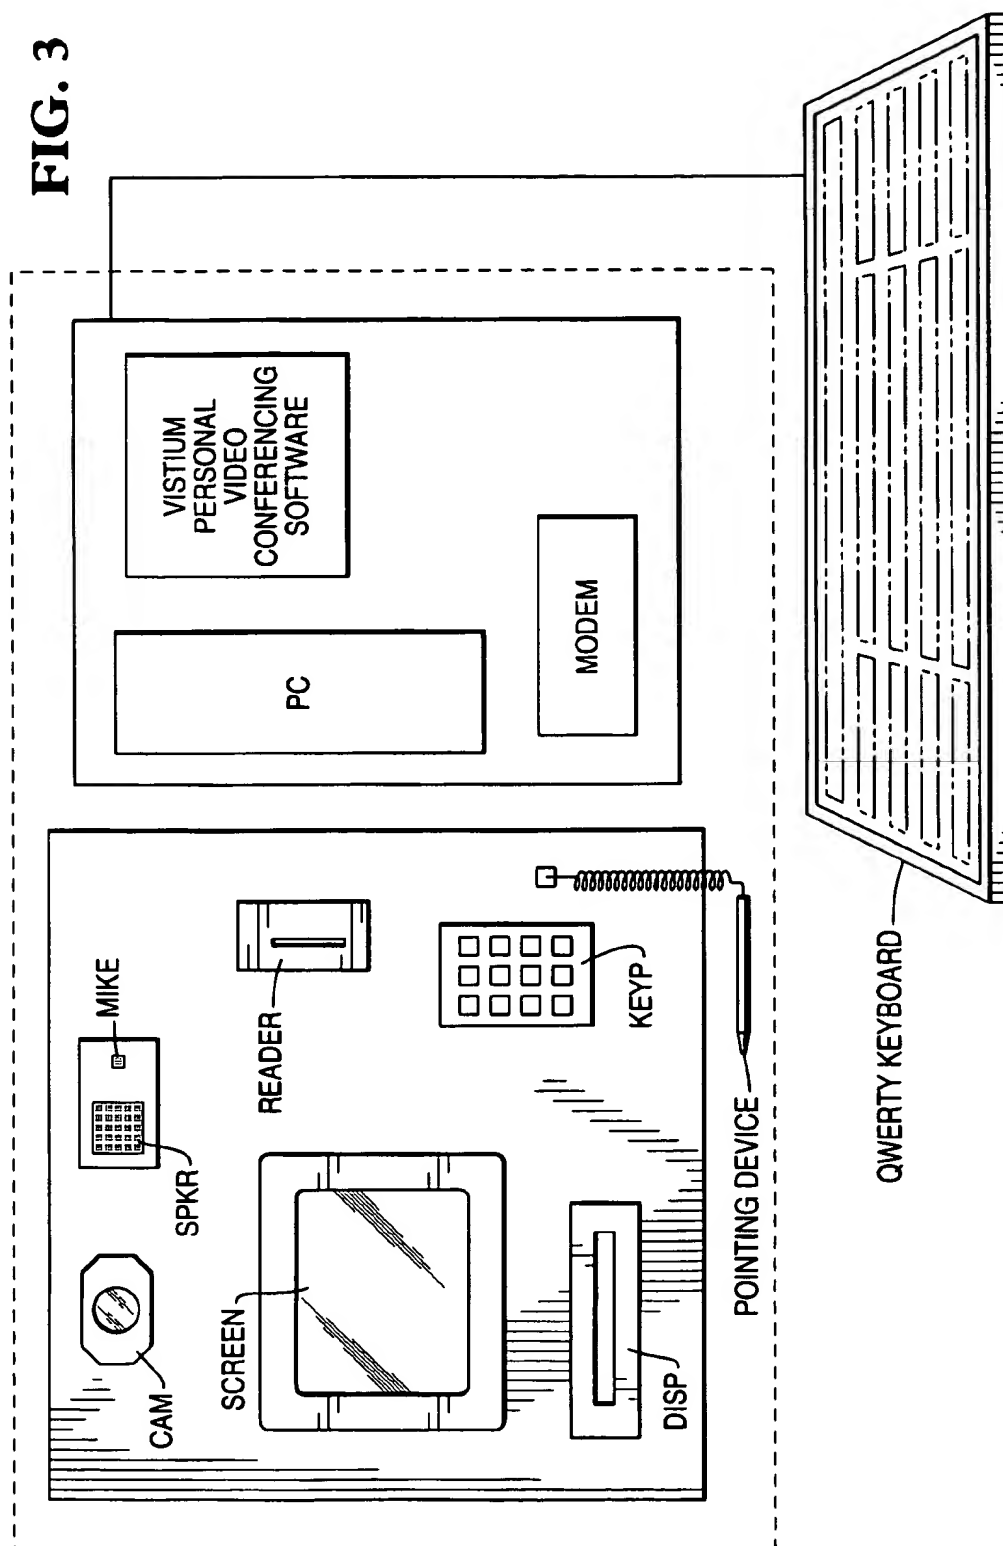 FIG. 3
CAM
SPKR
MIKE
SCREEN
READER
DISP
KEYP
POINTING DEVICE
PC
VISTIUM
PERSONAL
VIDEO
CONFERENCING
SOFTWARE
MODEM
QWERTY KEYBOARD